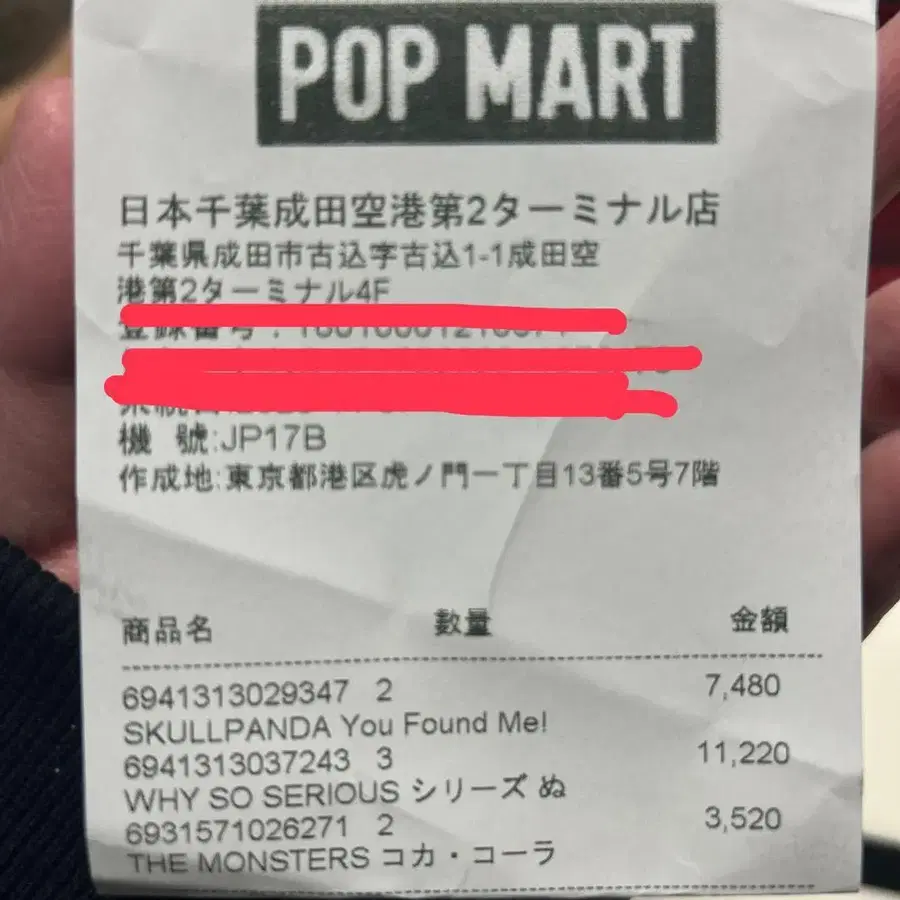 POP MART
日本千葉成田空港第2ターミナル店
千葉県成田市古込字古込1-1成田空
港第2ターミナル4F
登録番号:
機 號:JP17B
作成地:東京都港区虎ノ門一丁目13番5号7階
商品名 数量 金額
6941313029347 2 7,480
SKULLPANDA You Found Me!
6941313037243 3 11,220
WHY SO SERIOUS シリーズ ぬ
6931571026271 2 3,520
THE MONSTERS コカ・コーラ